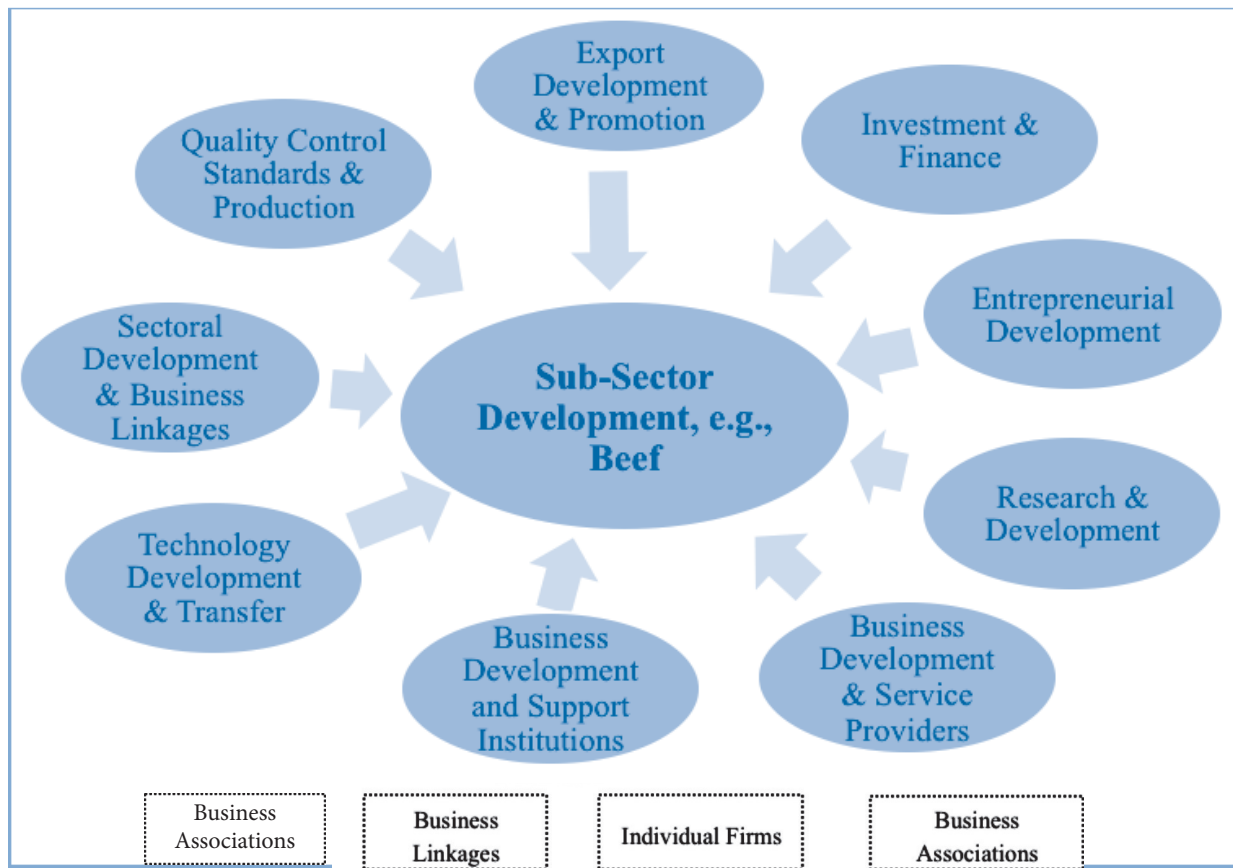 Export
Development
& Promotion
Investment &
Finance
Quality Control
Standards &
Production
Entrepreneurial
Development
Sectoral
Development
& Business
Linkages
Sub-Sector
Development, e.g.,
Beef
Research &
Development
Technology
Development
& Transfer
Business
Development
and Support
Institutions
Business
Development
& Service
Providers
Business
Associations
Business
Linkages
Individual Firms
Business
Associations